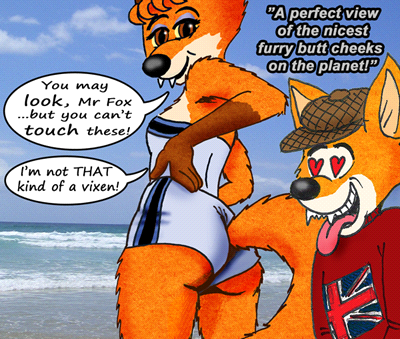 "A perfect view
of the nicest
furry butt cheeks
on the planet!"
You may
look, Mr Fox
...but you can't
touch these!
I'm not THAT
kind of a vixen!